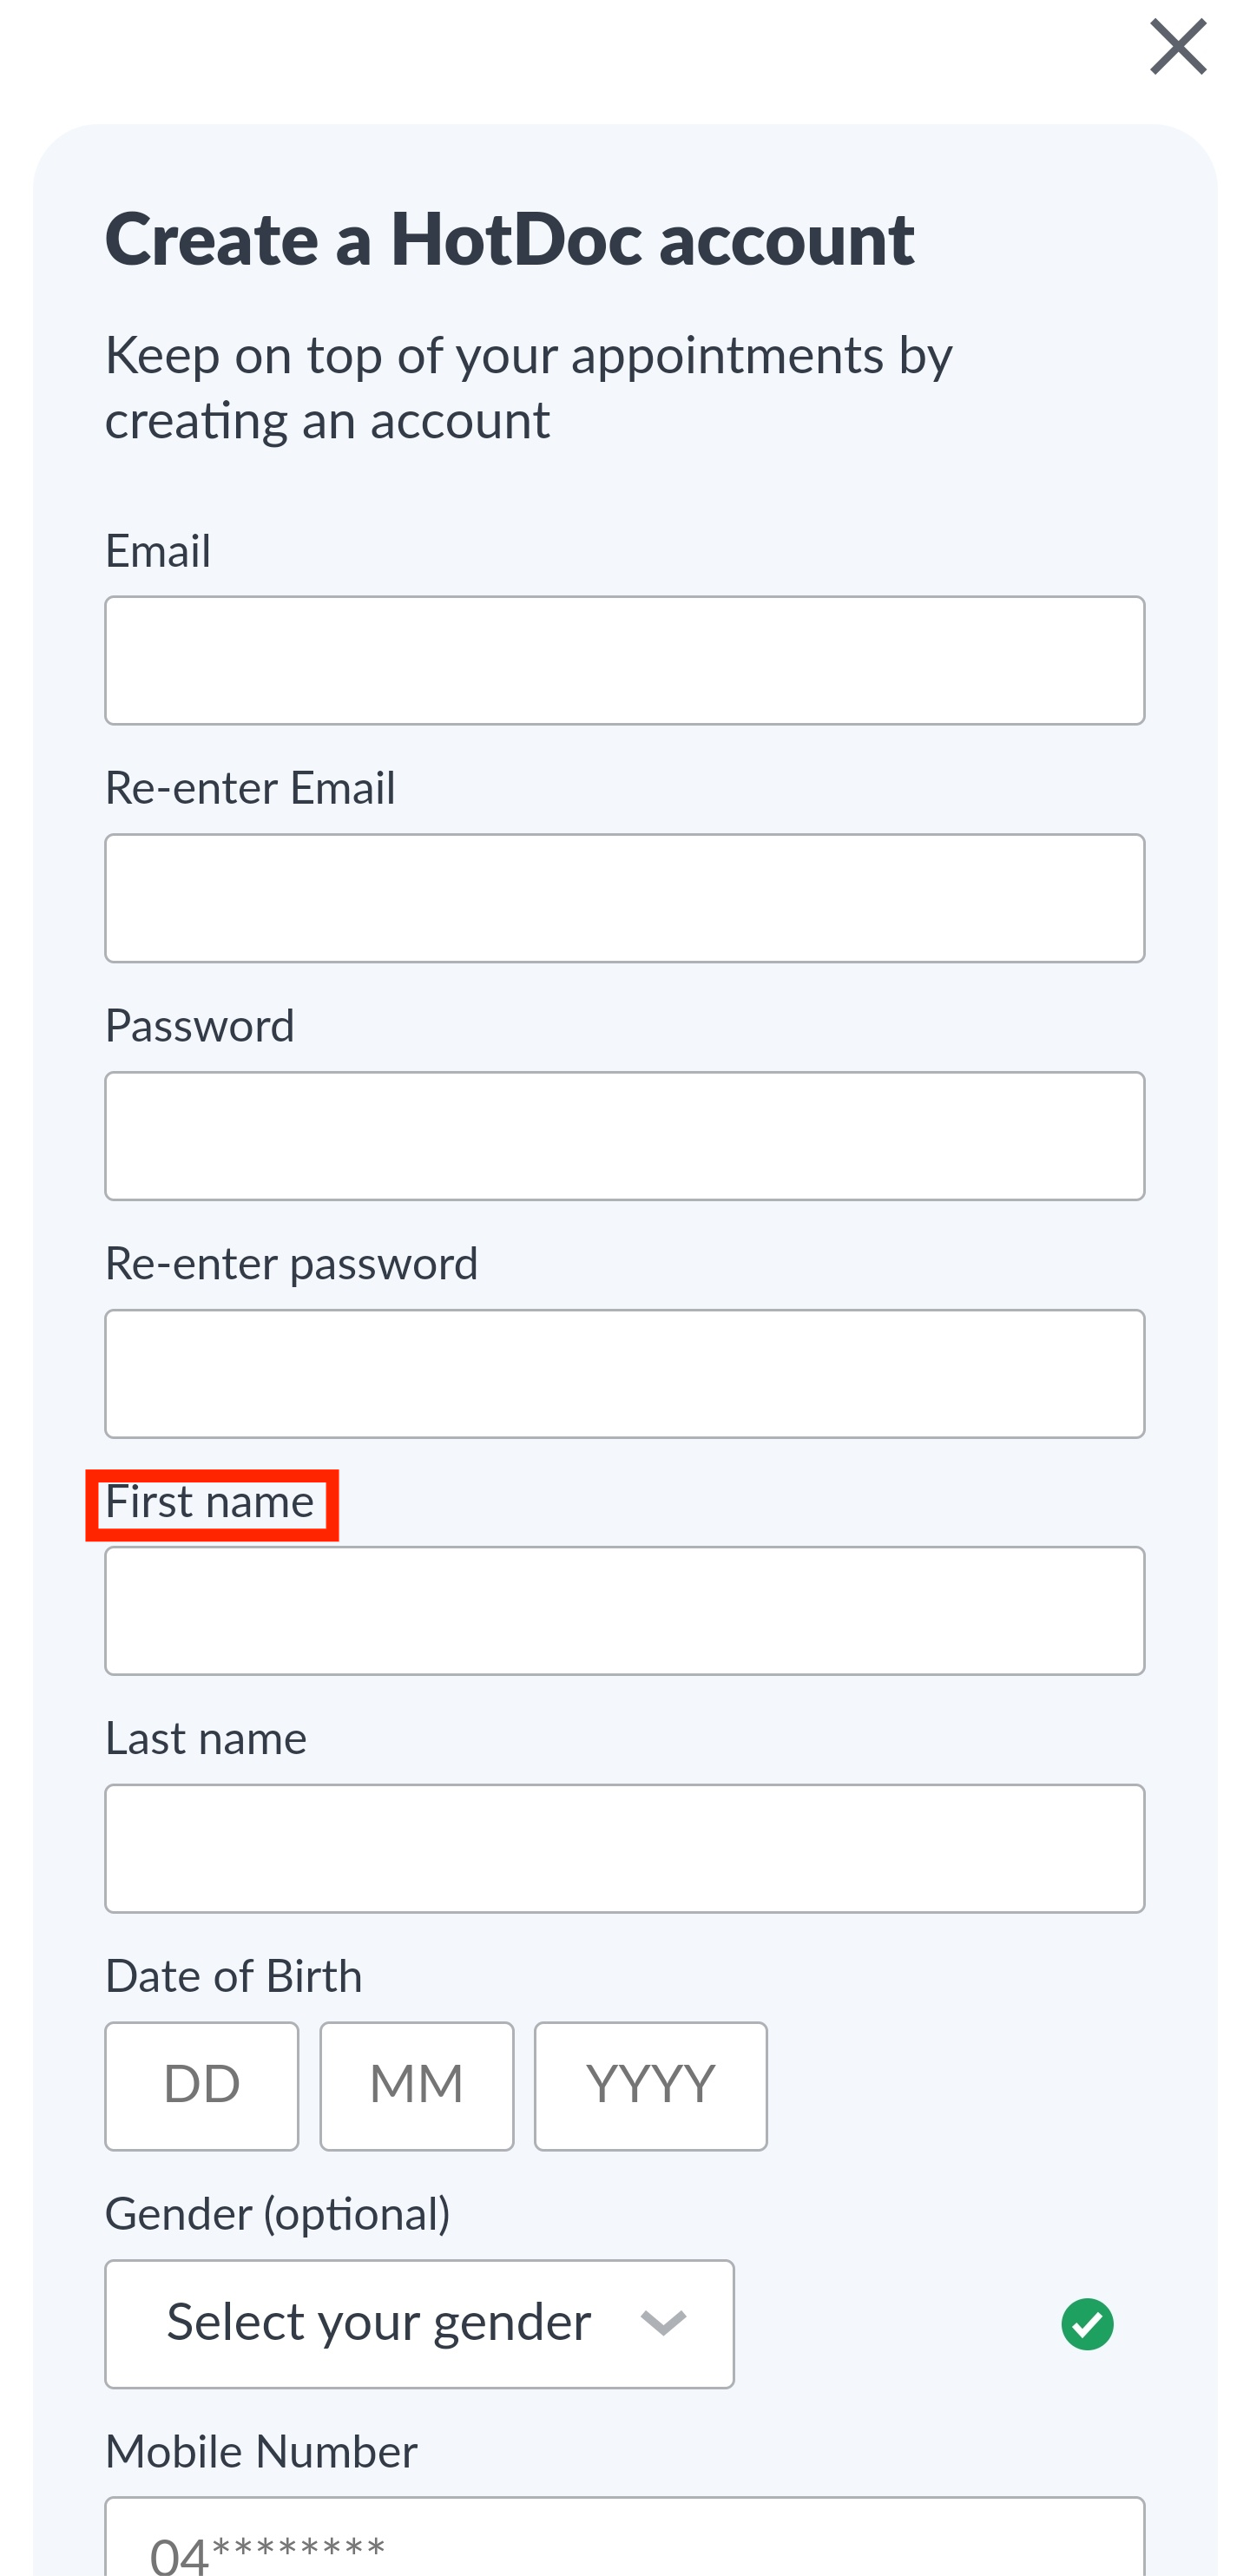 Create a HotDoc account
Keep on top of your appointments by
creating an account
Email
Re-enter Email
Password
Re-enter password
First name
Last name
Date of Birth
DD MM YYYY
Gender (optional)
Select your gender
Mobile Number
04********